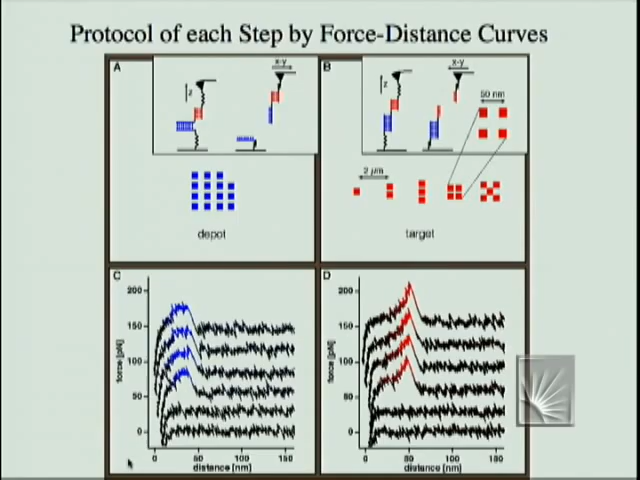 Protocol of each Step by Force-Distance Curves
A
z
x-y
depot
B
z
x-y
50 nm
2 µm
target
C
200
150
100
50
0
force [pN]
0
50
100
150
distance [nm]
D
200
150
100
50
0
force [pN]
0
50
100
150
distance [nm]